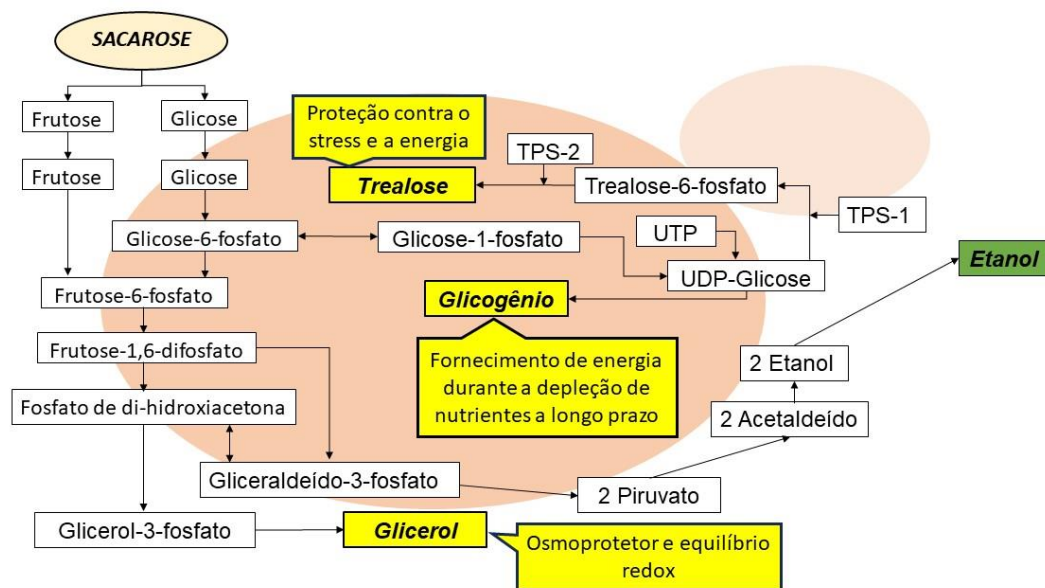 SACAROSE
Frutose
Glicose
Frutose
Glicose
Proteção contra o
stress e a energia
TPS-2
Trealose
Trealose-6-fosfato
TPS-1
Glicose-6-fosfato
Glicose-1-fosfato
UTP
UDP-Glicose
Etanol
Frutose-6-fosfato
Glicogênio
Frutose-1,6-difosfato
Fornecimento de energia
durante a depleção de
nutrientes a longo prazo
2 Etanol
Fosfato de di-hidroxiacetona
2 Acetaldeído
Gliceraldeído-3-fosfato
2 Piruvato
Glicerol-3-fosfato
Glicerol
Osmoprotetor e equilíbrio
redox